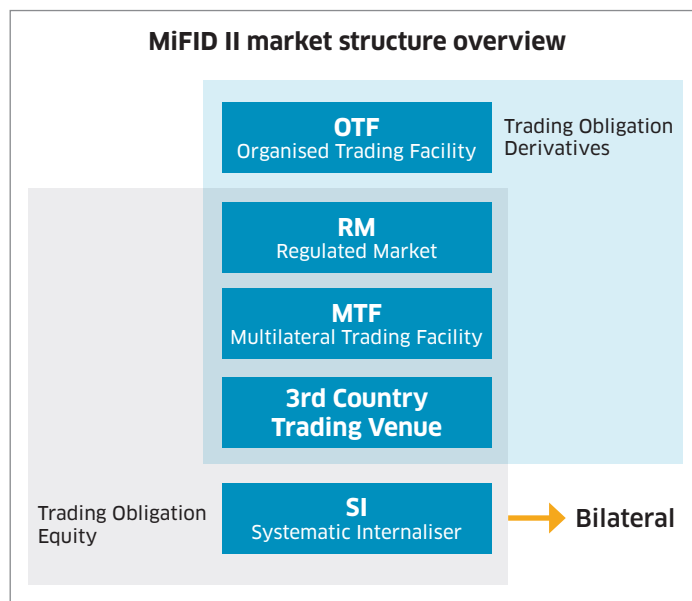 MiFID II market structure overview
OTF
Organised Trading Facility
Trading Obligation
Derivatives
RM
Regulated Market
MTF
Multilateral Trading Facility
3rd Country
Trading Venue
SI
Systematic Internaliser
Bilateral
Trading Obligation
Equity